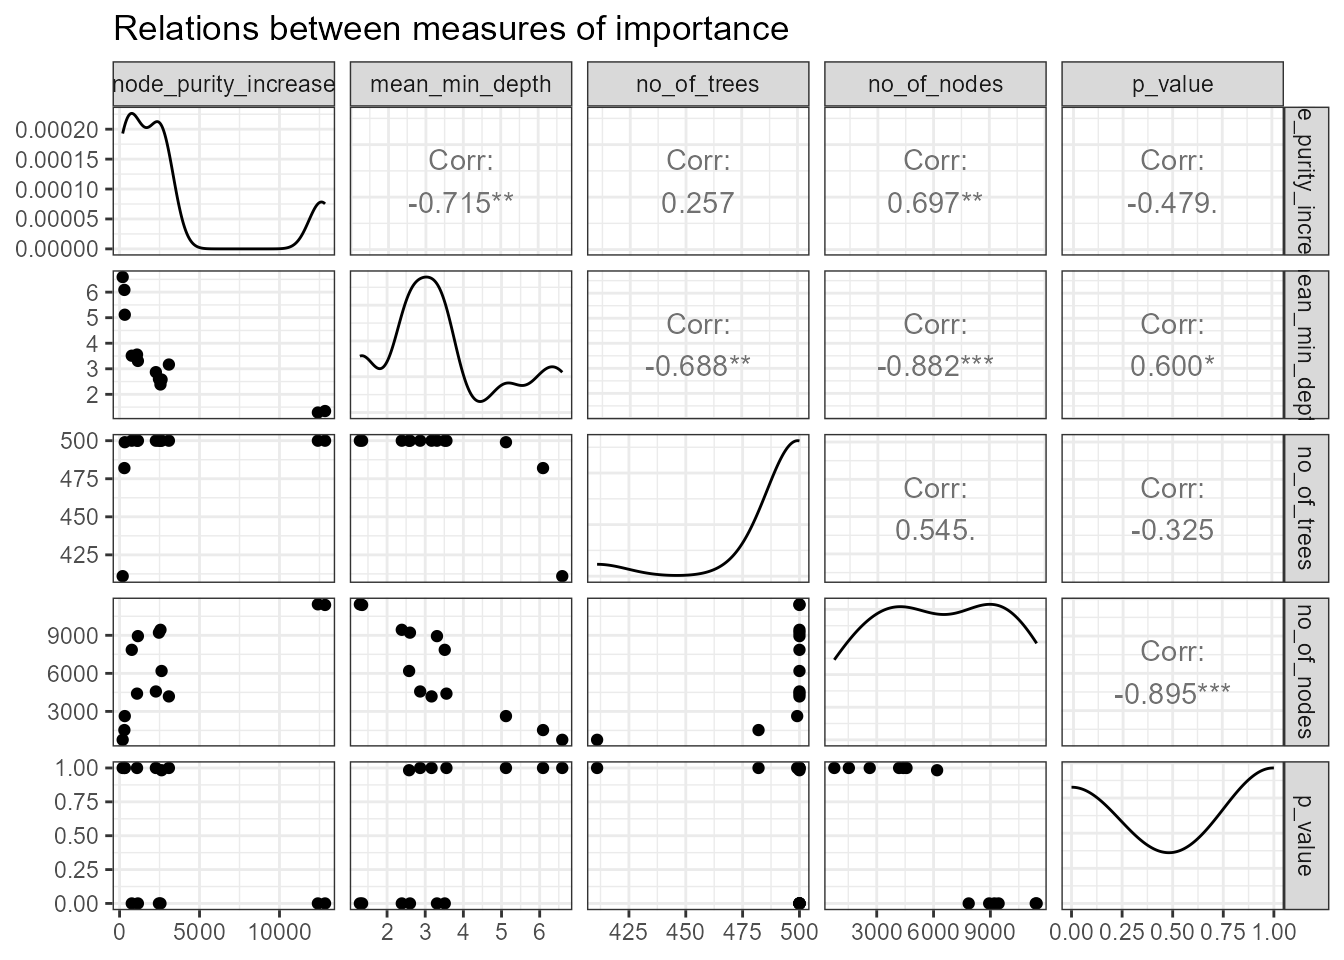 Relations between measures of importance
node_purity_increase mean_min_depth no_of_trees no_of_nodes p_value
0.00020
0.00015
0.00010
0.00005
0.00000
Corr:
-0.715**
Corr:
0.257
Corr:
0.697**
Corr:
-0.479.
e_purity_incre
6
5
4
3
2
Corr:
-0.688**
Corr:
-0.882***
Corr:
0.600*
ean_min_dept
500
475
450
425
Corr:
0.545.
Corr:
-0.325
no_of_trees
9000
6000
3000
Corr:
-0.895***
no_of_nodes
1.00
0.75
0.50
0.25
0.00
p_value
0 5000 10000
2 3 4 5 6
425 450 475 500
3000 6000 9000
0.00 0.25 0.50 0.75 1.00